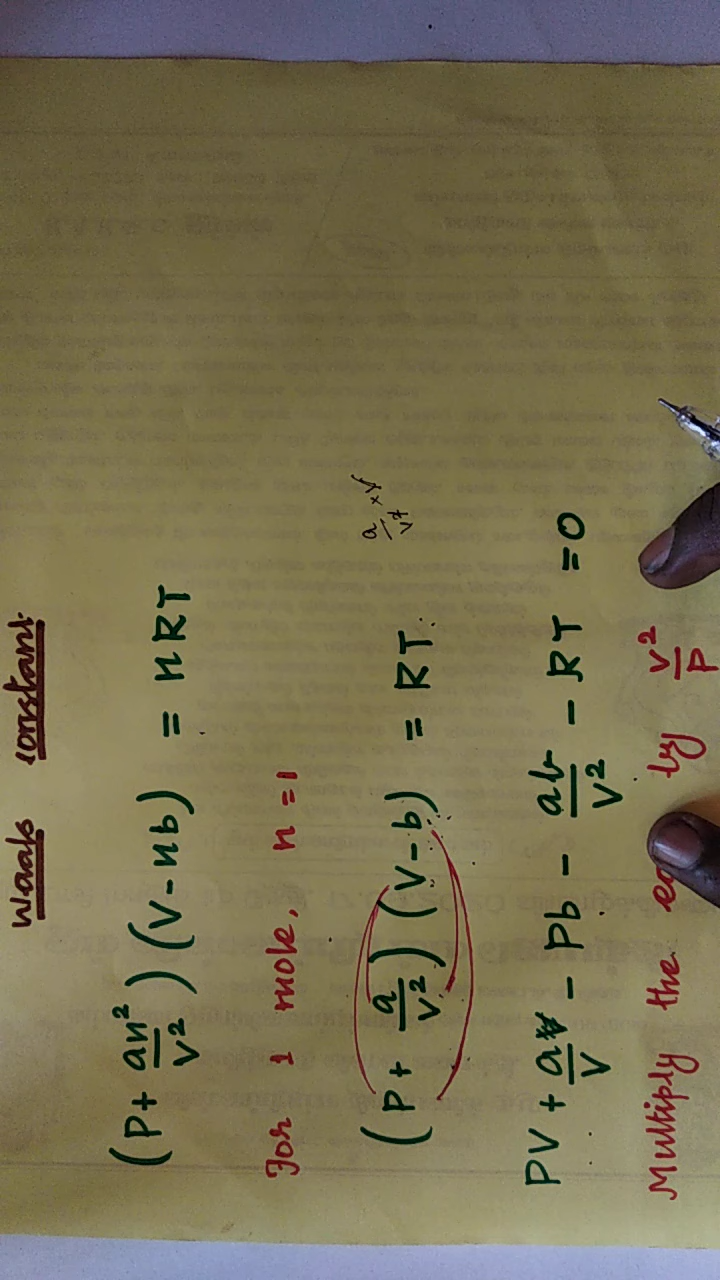 Waals constant
(P + an²/V²) (V - nb) = nRT
For 1 mole, n = 1
a/V² × V
(P + a/V²) (V - b) = RT
PV + a/V - Pb - ab/V² - RT = 0
Multiply the by V²/P